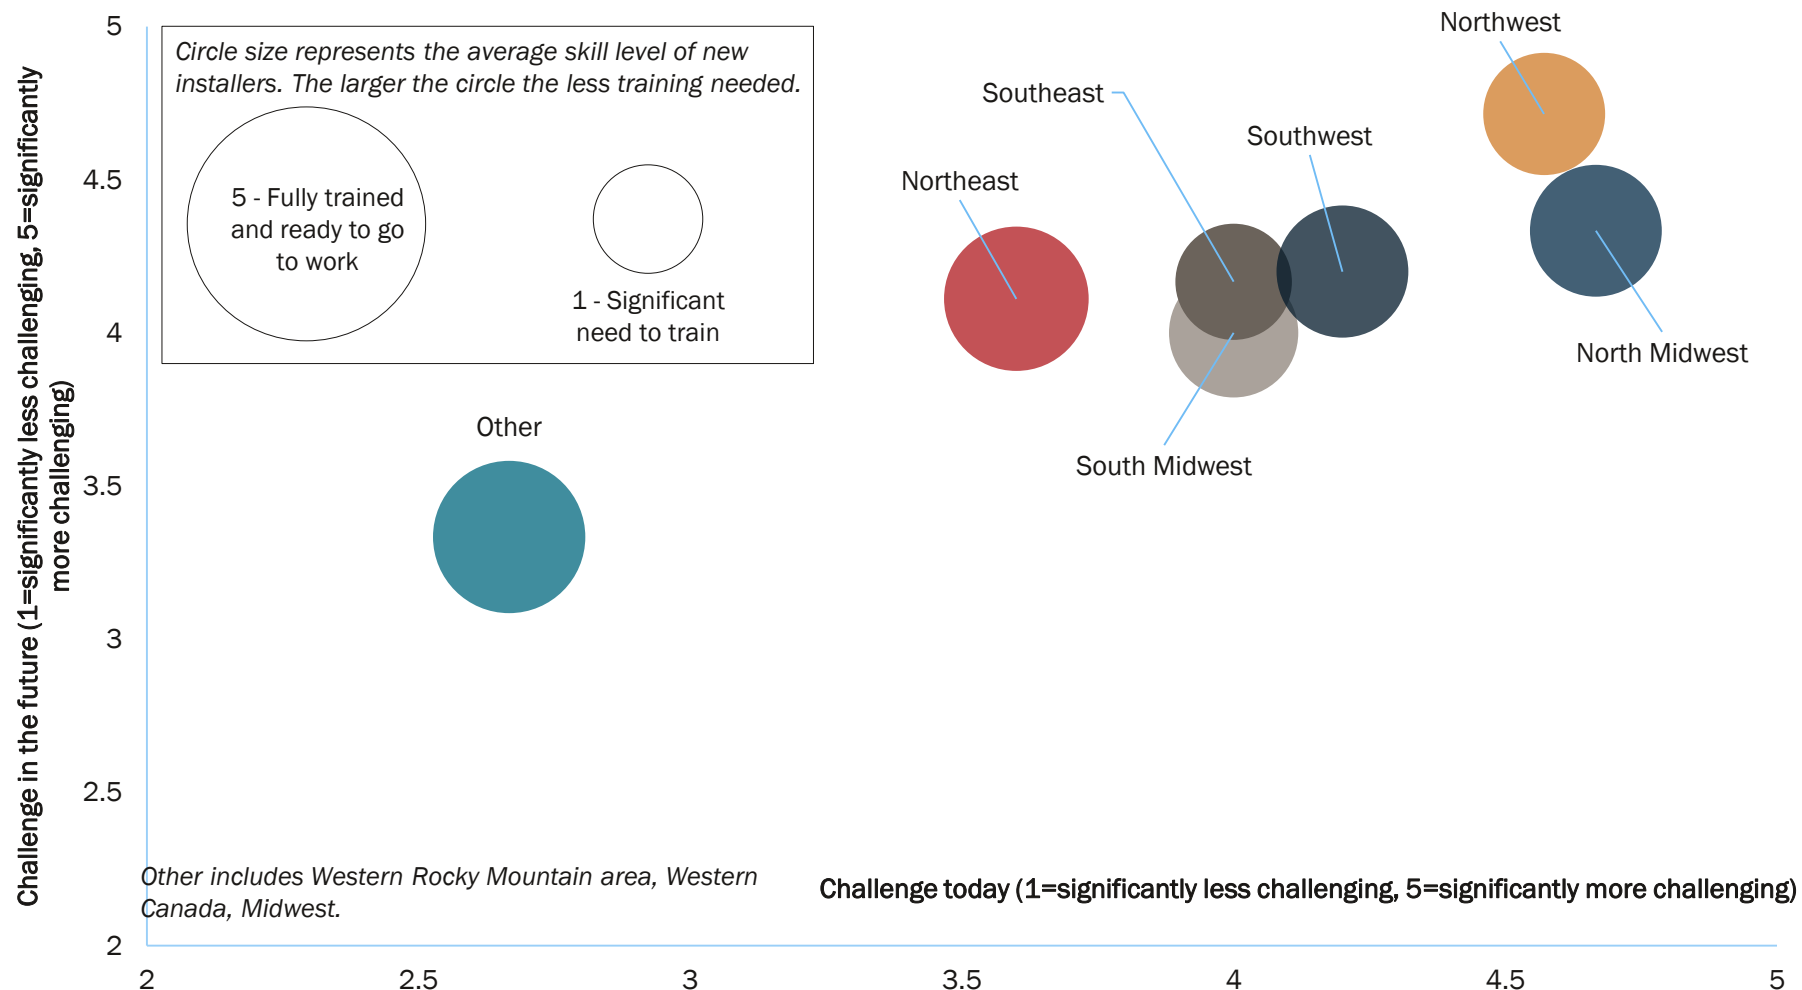 Challenge in the future (1=significantly less challenging, 5=significantly
more challenging)
5
4.5
4
3.5
3
2.5
2
Circle size represents the average skill level of new
installers. The larger the circle the less training needed.
5 - Fully trained
and ready to go
to work
1 - Significant
need to train
Northwest
Southeast
Southwest
Northeast
North Midwest
South Midwest
Other
Other includes Western Rocky Mountain area, Western
Canada, Midwest.
Challenge today (1=significantly less challenging, 5=significantly more challenging)
2
2.5
3
3.5
4
4.5
5